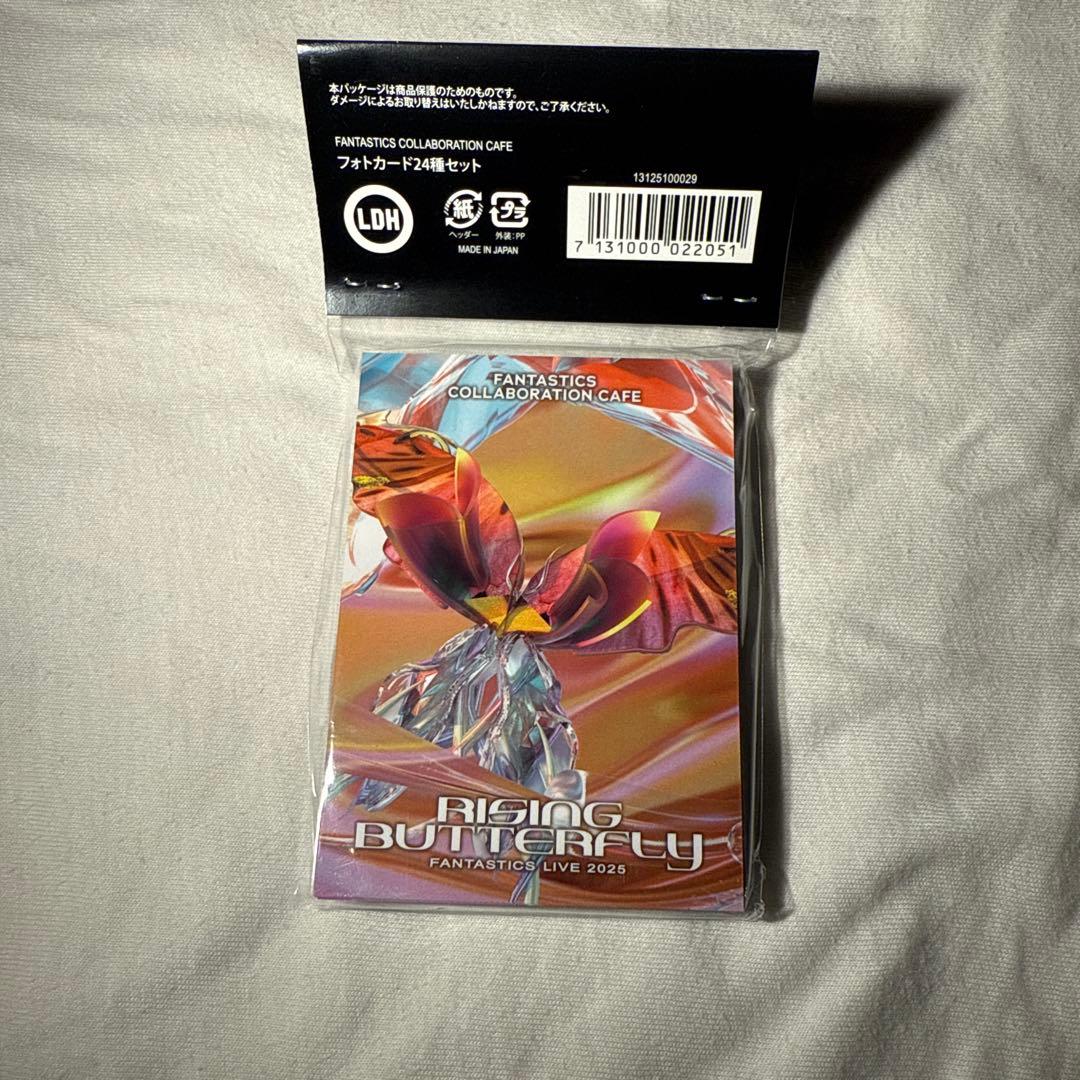 本パッケージは商品保護のためのものです。
ダメージによるお取り替えはいたしかねますので、ご了承ください。
FANTASTICS COLLABORATION CAFE
フォトカード24種セット
13125100029
LDH
紙
プラ
ヘッダー
外装:PP
MADE IN JAPAN
7 131000 022051
FANTASTICS
COLLABORATION CAFE
RISING
BUTTERFLY
FANTASTICS LIVE 2025